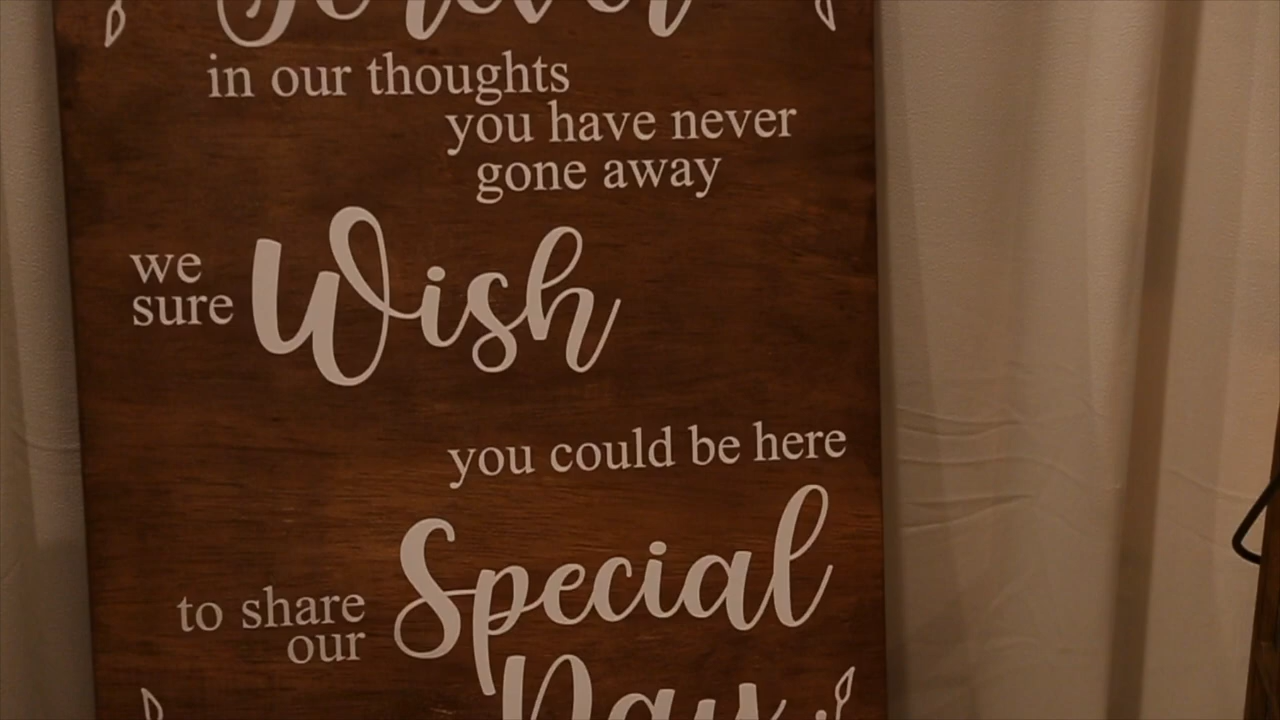 Forever
in our thoughts
you have never
gone away
we
sure
Wish
you could be here
to share
our
Special
Day